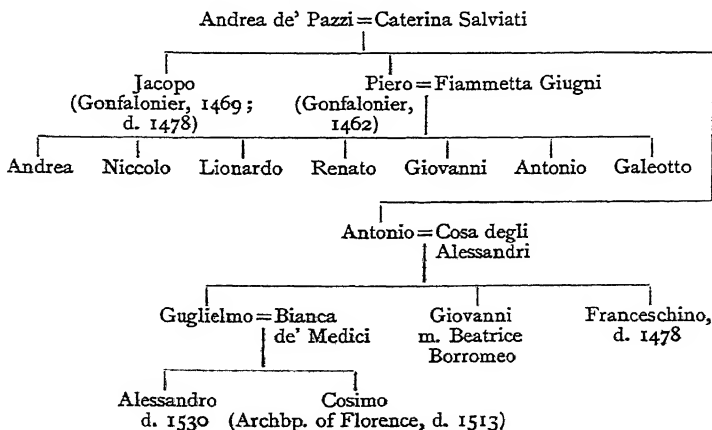 Andrea de' Pazzi=Caterina Salviati
Jacopo
(Gonfalonier, 1469;
d. 1478)
Piero=Fiammetta Giugni
(Gonfalonier,
1462)
Andrea Niccolo Lionardo Renato Giovanni Antonio Galeotto
Antonio=Cosa degli
Alessandri
Guglielmo=Bianca
de' Medici
Giovanni
m. Beatrice
Borromeo
Franceschino,
d. 1478
Alessandro
d. 1530
Cosimo
(Archbp. of Florence, d. 1513)